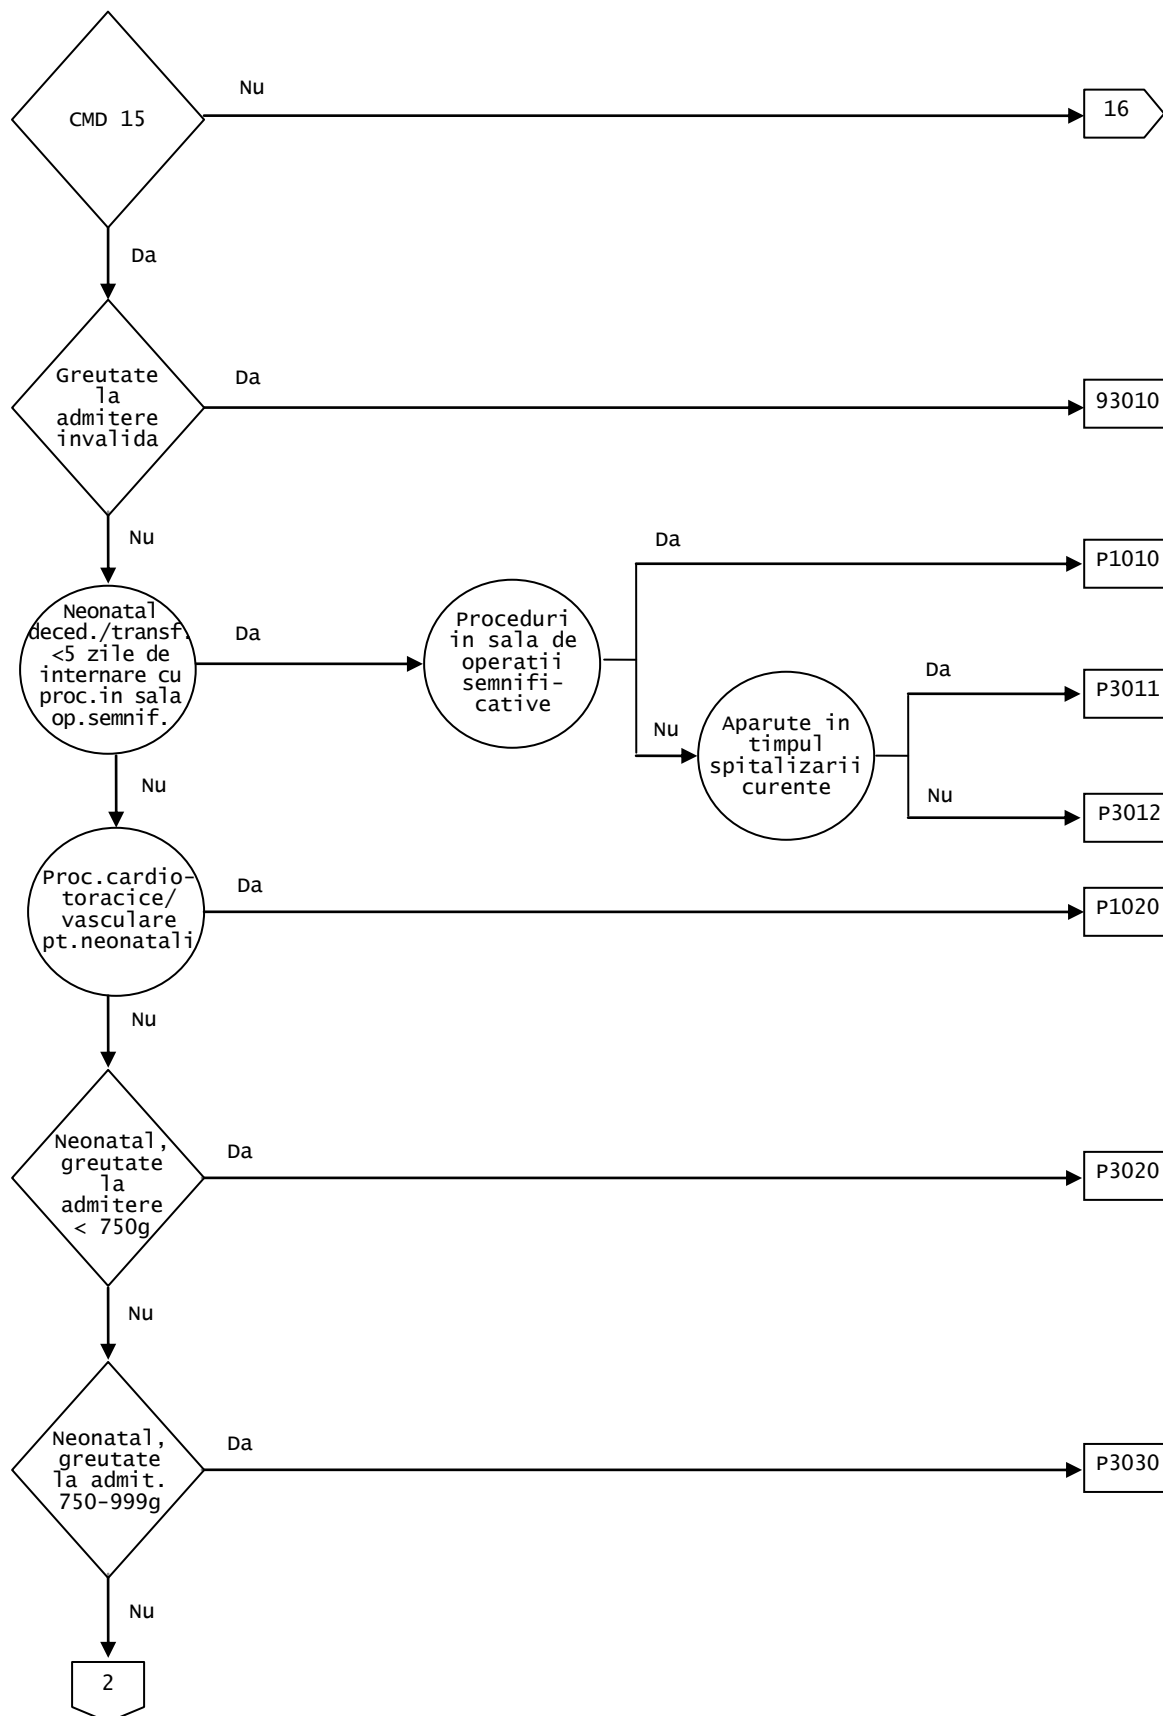 Nu
16
CMD 15
Da
Greutate
la
admitere
invalida
Da
93010
Nu
Neonatal
deced./transf.
<5 zile de
internare cu
proc.in sala
op.semnif.
Da
Proceduri
in sala de
operatii
semnifi-
cative
Da
P1010
Nu
Aparute in
timpul
spitalizarii
curente
Da
P3011
Nu
P3012
Nu
Proc.cardio-
toracice/
vasculare
pt.neonatali
Da
P1020
Nu
Neonatal,
greutate
la
admitere
< 750g
Da
P3020
Nu
Neonatal,
greutate
la admit.
750-999g
Da
P3030
Nu
2